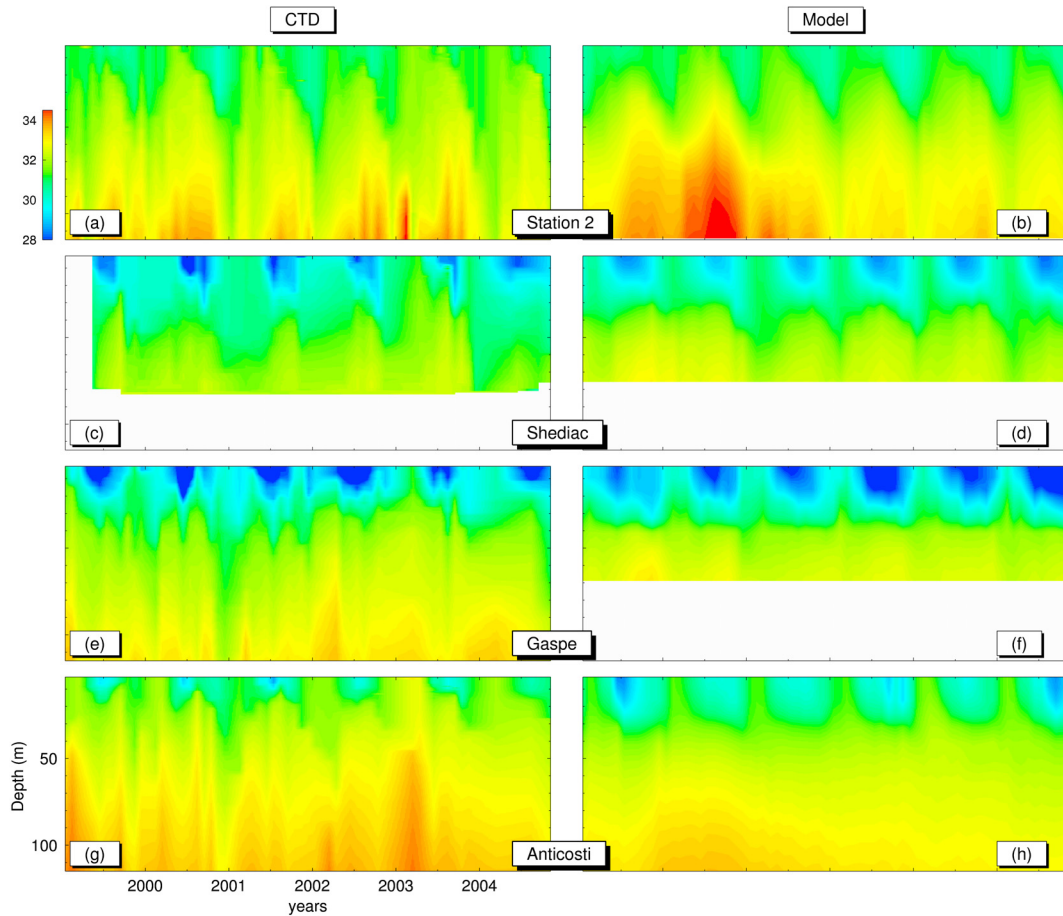 CTD
Model
34
32
30
28
(a)
Station 2
(b)
(c)
Shediac
(d)
(e)
Gaspe
(f)
Depth (m)
50
100
(g)
Anticosti
(h)
2000 2001 2002 2003 2004
years